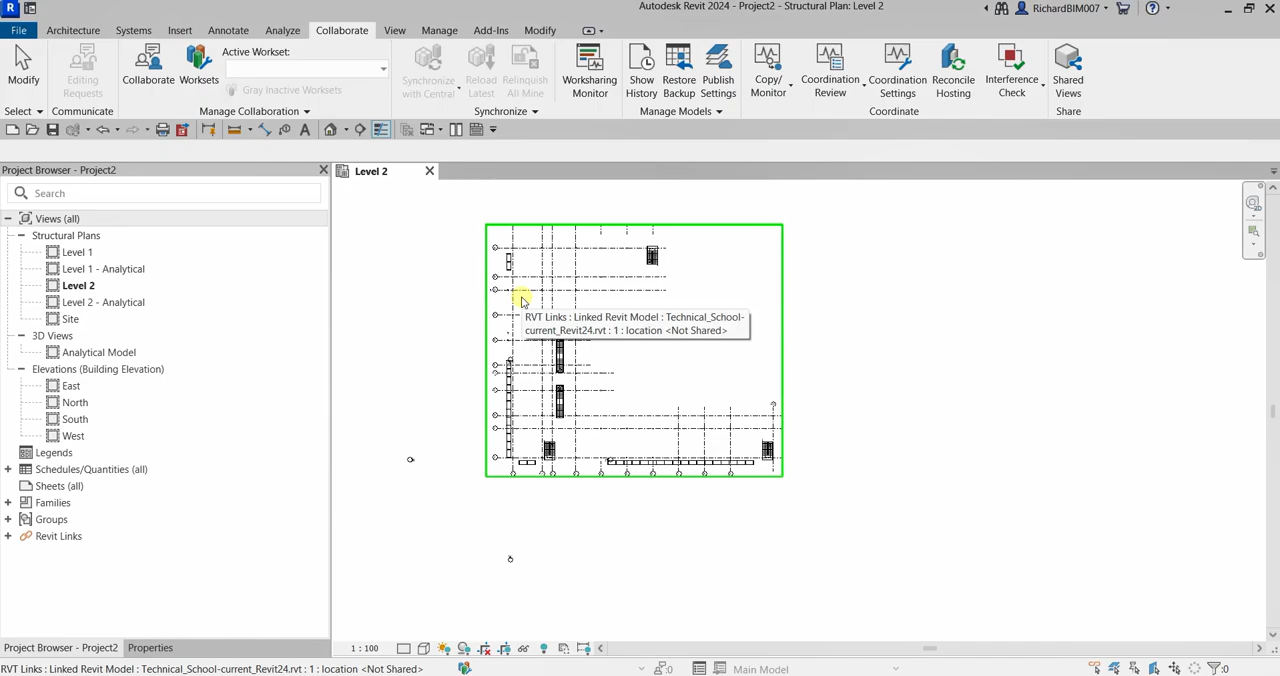 R
Autodesk Revit 2024 - Project2 - Structural Plan: Level 2
RichardBIM007
File
Architecture
Systems
Insert
Annotate
Analyze
Collaborate
View
Manage
Add-Ins
Modify
Modify
Editing
Requests
Collaborate
Worksets
Active Workset:
Gray Inactive Worksets
Synchronize
with Central
Reload
Latest
Relinquish
All Mine
Worksharing
Monitor
Show
History
Restore
Backup
Publish
Settings
Copy/
Monitor
Coordination
Review
Coordination
Settings
Reconcile
Hosting
Interference
Check
Shared
Views
Select
Communicate
Manage Collaboration
Synchronize
Manage Models
Coordinate
Share
Project Browser - Project2
Search
Views (all)
Structural Plans
Level 1
Level 1 - Analytical
Level 2
Level 2 - Analytical
Site
3D Views
Analytical Model
Elevations (Building Elevation)
East
North
South
West
Legends
Schedules/Quantities (all)
Sheets (all)
Families
Groups
Revit Links
Level 2
2D
RVT Links : Linked Revit Model : Technical_School-
current_Revit24.rvt : 1 : location <Not Shared>
Project Browser - Project2
Properties
1 : 100
RVT Links : Linked Revit Model : Technical_School-current_Revit24.rvt : 1 : location <Not Shared>
:0
Main Model
:0